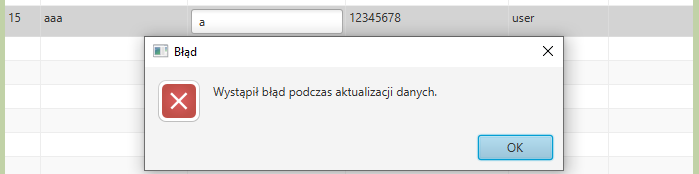 15 aaa a 12345678 user
Błąd
Wystąpił błąd podczas aktualizacji danych.
OK